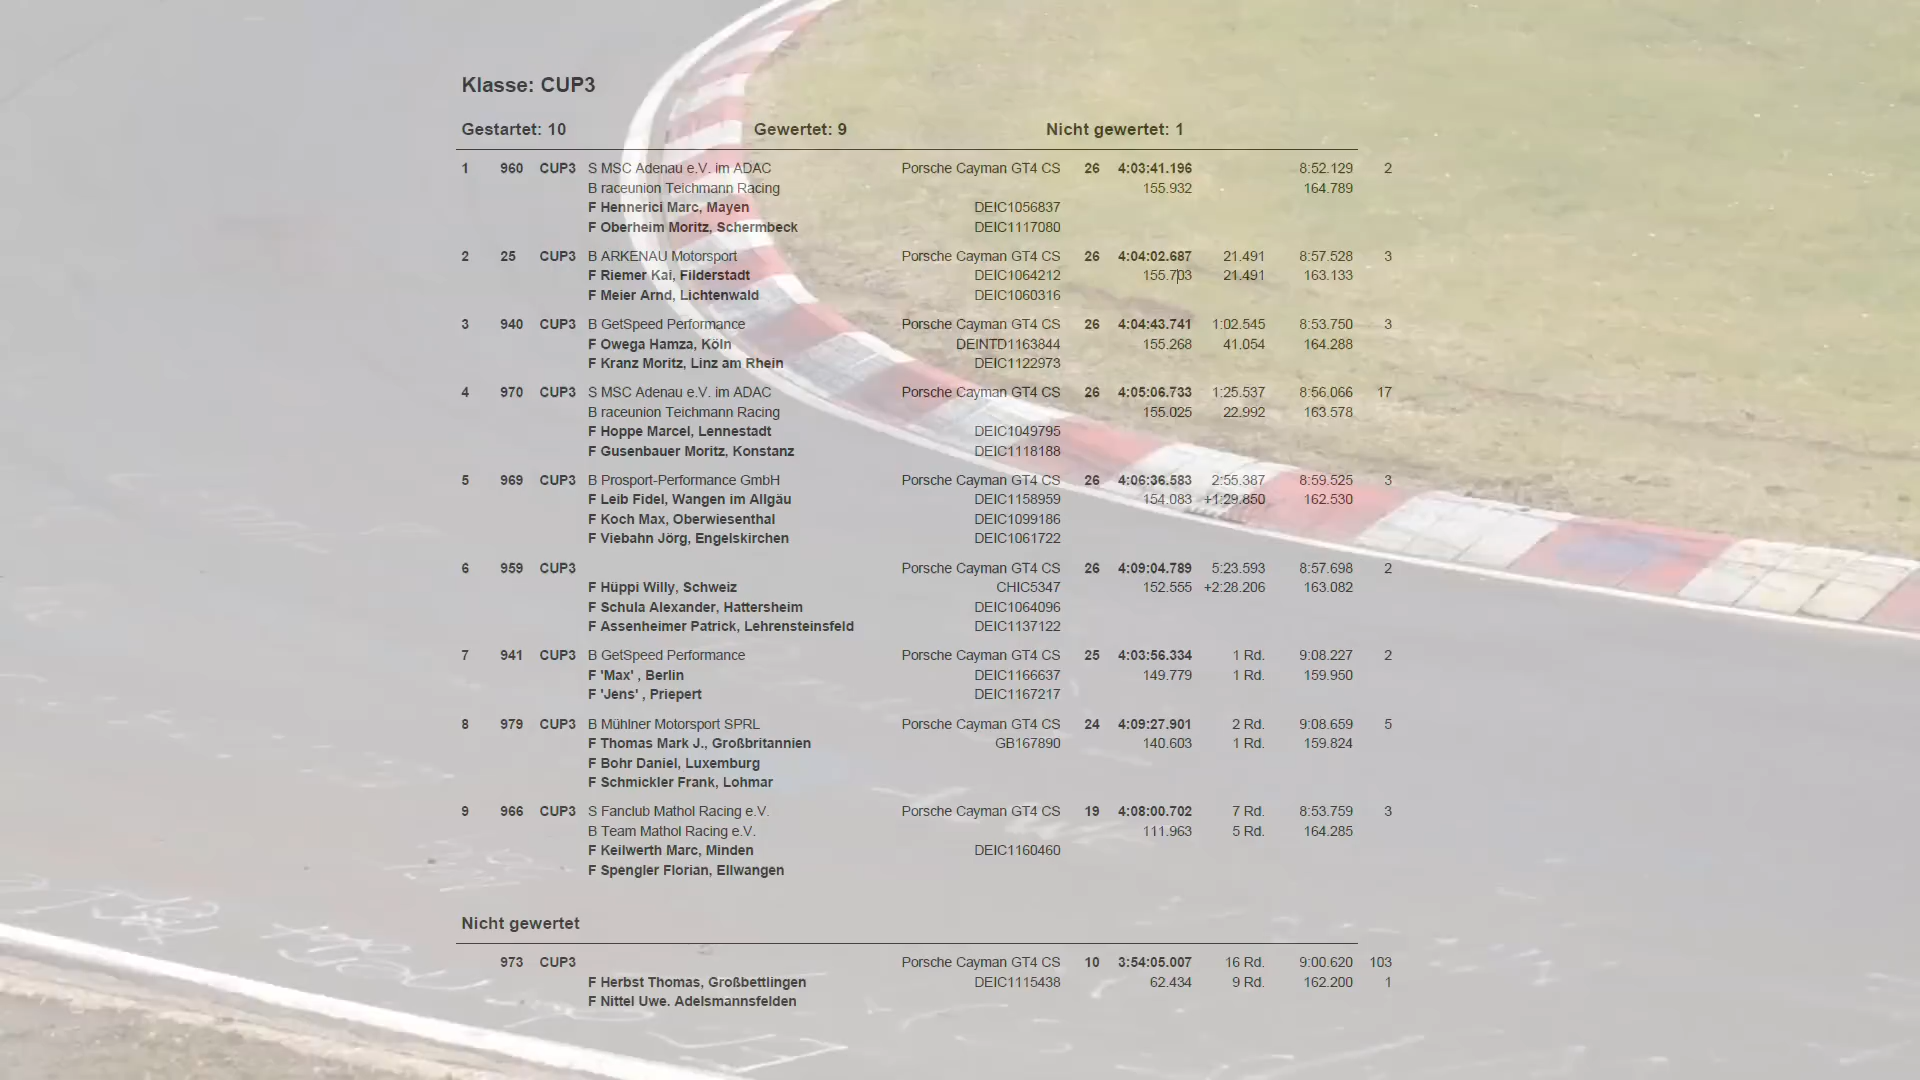 Klasse: CUP3
Gestartet: 10 Gewertet: 9 Nicht gewertet: 1
1 960 CUP3 S MSC Adenau e.V. im ADAC Porsche Cayman GT4 CS 26 4:03:41.196 8:52.129 2
B raceunion Teichmann Racing 155.932 164.789
F Hennerici Marc, Mayen DEIC1056837
F Oberheim Moritz, Schermbeck DEIC1117080
2 25 CUP3 B ARKENAU Motorsport Porsche Cayman GT4 CS 26 4:04:02.687 21.491 8:57.528 3
F Riemer Kai, Filderstadt DEIC1064212 155.703 21.491 163.133
F Meier Arnd, Lichtenwald DEIC1060316
3 940 CUP3 B GetSpeed Performance Porsche Cayman GT4 CS 26 4:04:43.741 1:02.545 8:53.750 3
F Owega Hamza, Köln DEINTD1163844 155.268 41.054 164.288
F Kranz Moritz, Linz am Rhein DEIC1122973
4 970 CUP3 S MSC Adenau e.V. im ADAC Porsche Cayman GT4 CS 26 4:05:06.733 1:25.537 8:56.066 17
B raceunion Teichmann Racing 155.025 22.992 163.578
F Hoppe Marcel, Lennestadt DEIC1049795
F Gusenbauer Moritz, Konstanz DEIC1118188
5 969 CUP3 B Prosport-Performance GmbH Porsche Cayman GT4 CS 26 4:06:36.583 2:55.387 8:59.525 3
F Leib Fidel, Wangen im Allgäu DEIC1158959 154.083 +1:29.850 162.530
F Koch Max, Oberwiesenthal DEIC1099186
F Viebahn Jörg, Engelskirchen DEIC1061722
6 959 CUP3 Porsche Cayman GT4 CS 26 4:09:04.789 5:23.593 8:57.698 2
F Hüppi Willy, Schweiz CHIC5347 152.555 +2:28.206 163.082
F Schula Alexander, Hattersheim DEIC1064096
F Assenheimer Patrick, Lehrensteinsfeld DEIC1137122
7 941 CUP3 B GetSpeed Performance Porsche Cayman GT4 CS 25 4:03:56.334 1 Rd. 9:08.227 2
F 'Max' , Berlin DEIC1166637 149.779 1 Rd. 159.950
F 'Jens' , Priepert DEIC1167217
8 979 CUP3 B Mühlner Motorsport SPRL Porsche Cayman GT4 CS 24 4:09:27.901 2 Rd. 9:08.659 5
F Thomas Mark J., Großbritannien GB167890 140.603 1 Rd. 159.824
F Bohr Daniel, Luxemburg
F Schmickler Frank, Lohmar
9 966 CUP3 S Fanclub Mathol Racing e.V. Porsche Cayman GT4 CS 19 4:08:00.702 7 Rd. 8:53.759 3
B Team Mathol Racing e.V. 111.963 5 Rd. 164.285
F Keilwerth Marc, Minden DEIC1160460
F Spengler Florian, Ellwangen
Nicht gewertet
973 CUP3 Porsche Cayman GT4 CS 10 3:54:05.007 16 Rd. 9:00.620 103
F Herbst Thomas, Großbettlingen DEIC1115438 62.434 9 Rd. 162.200 1
F Nittel Uwe. Adelsmannsfelden